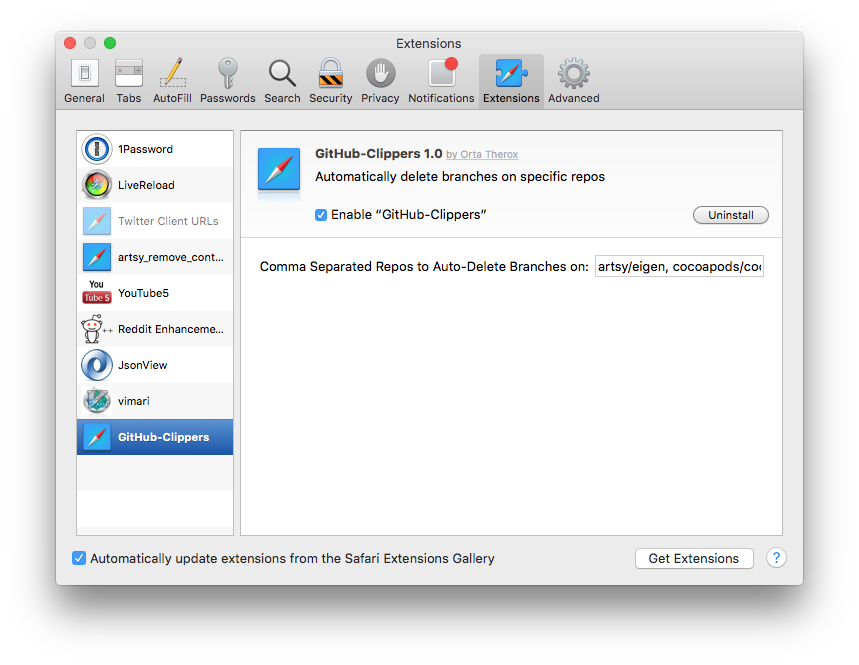 Extensions
General
Tabs
AutoFill
Passwords
Search
Security
Privacy
Notifications
Extensions
Advanced
1Password
LiveReload
Twitter Client URLs
artsy_remove_cont...
You
Tube 5
YouTube5
++
Reddit Enhanceme...
JsonView
vimari
GitHub-Clippers
GitHub-Clippers 1.0 by Orta Therox
Automatically delete branches on specific repos
Enable “GitHub-Clippers”
Uninstall
Comma Separated Repos to Auto-Delete Branches on: artsy/eigen, cocoapods/coc
Automatically update extensions from the Safari Extensions Gallery
Get Extensions
?